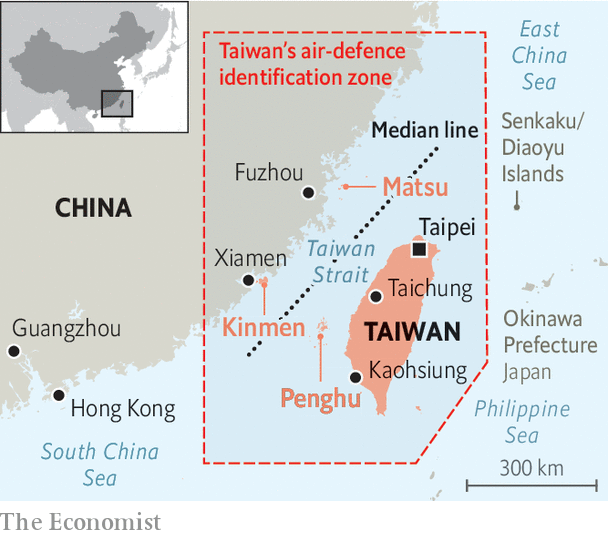 Taiwan's air-defence
identification zone
East
China
Sea
Median line
Senkaku/
Diaoyu
Islands
Fuzhou
Matsu
CHINA
Taipei
Xiamen
Taiwan
Strait
Taichung
Kinmen
TAIWAN
Guangzhou
Okinawa
Prefecture
Japan
Kaohsiung
Penghu
Hong Kong
Philippine
Sea
South China
Sea
300 km
The Economist